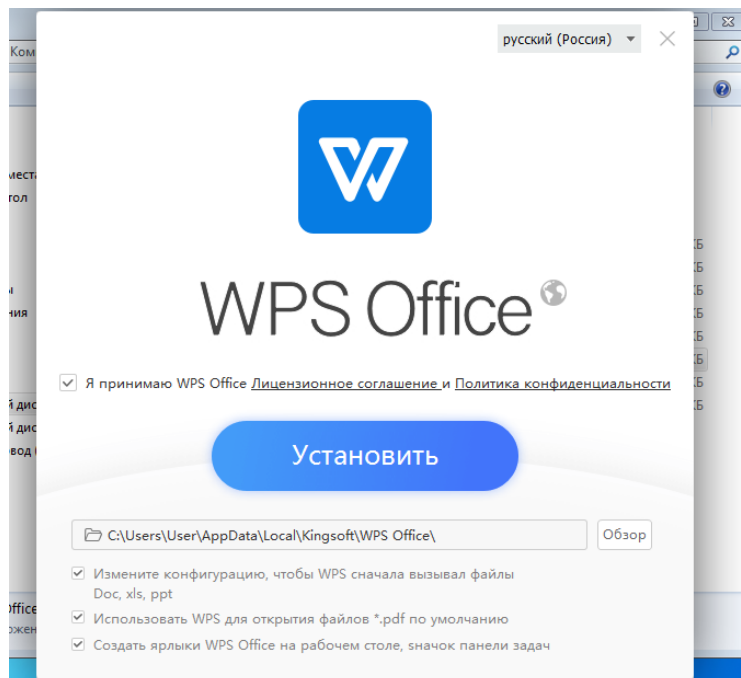 русский (Россия)
Ком
WPS Office
Я принимаю WPS Office Лицензионное соглашение и Политика конфиденциальности
Установить
C:\Users\User\AppData\Local\Kingsoft\WPS Office\
Обзор
Измените конфигурацию, чтобы WPS сначала вызывал файлы
Doc, xls, ppt
Использовать WPS для открытия файлов *.pdf по умолчанию
Создать ярлыки WPS Office на рабочем столе, sначок панели задач